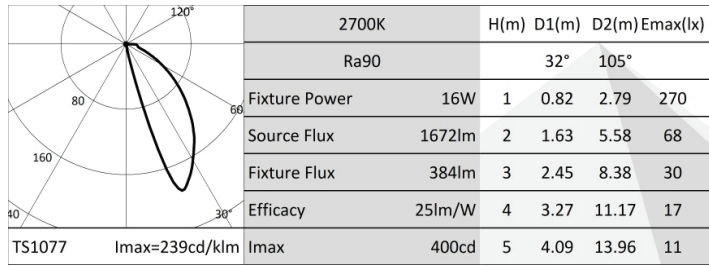 120°
80
60
160
40
30°
TS1077 Imax=239cd/klm
2700K H(m) D1(m) D2(m) Emax(lx)
Ra90 32° 105°
Fixture Power 16W 1 0.82 2.79 270
Source Flux 1672lm 2 1.63 5.58 68
Fixture Flux 384lm 3 2.45 8.38 30
Efficacy 25lm/W 4 3.27 11.17 17
Imax 400cd 5 4.09 13.96 11